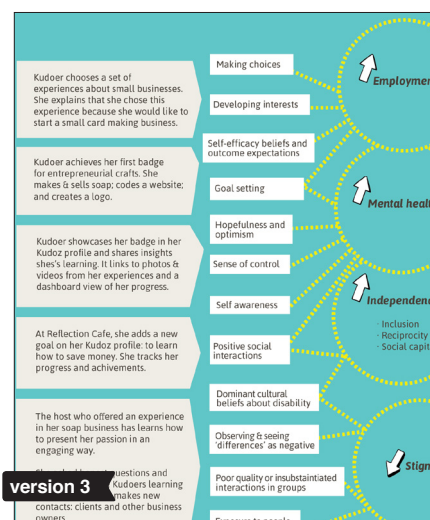 Kudoer chooses a set of
experiences about small businesses.
She explains that she chose this
experience because she would like to
start a small card making business.
Kudoer achieves her first badge
for entrepreneurial crafts. She
makes & sells soap; codes a website;
and creates a logo.
Kudoer showcases her badge in her
Kudoz profile and shares insights
shes's learning. It links to photos &
videos from her experiences and a
dashboard view of her progress.
At Reflection Cafe, she adds a new
goal on her Kudoz profile: to learn
how to save money. She tracks her
progress and achivements.
The host who offered an experience
in her soap business has learns how
to present her passion in an
engaging way.
questions and
Kudoers learning
makes new
contacts: clients and other business
owners
version 3
Making choices
Developing interests
Self-efficacy beliefs and
outcome expectations
Goal setting
Hopefulness and
optimism
Sense of control
Self awareness
Positive social
interactions
Dominant cultural
beliefs about disability
Observing & seeing
'differences' as negative
Poor quality or insubstaintiated
interactions in groups
Exposure to people
Employmen
Mental healt
Independenc
· Inclusion
· Reciprocity
· Social capit
Stign